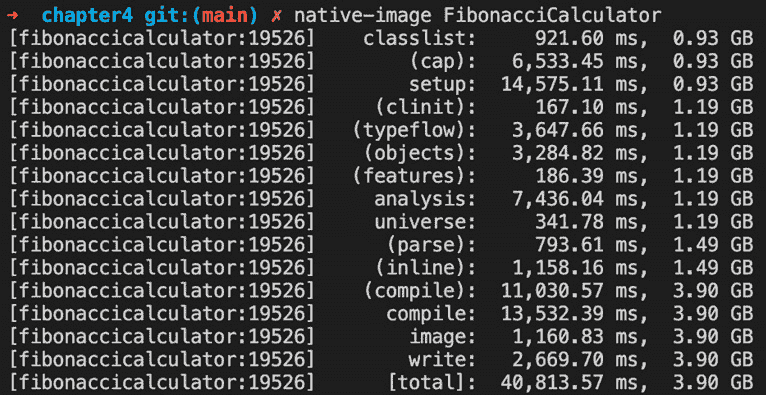 ➜  chapter4 git:(main) ✗ native-image FibonacciCalculator
[fibonaccicalculator:19526]    classlist:     921.60 ms,  0.93 GB
[fibonaccicalculator:19526]        (cap):   6,533.45 ms,  0.93 GB
[fibonaccicalculator:19526]        setup:  14,575.11 ms,  0.93 GB
[fibonaccicalculator:19526]     (clinit):     167.10 ms,  1.19 GB
[fibonaccicalculator:19526]   (typeflow):   3,647.66 ms,  1.19 GB
[fibonaccicalculator:19526]    (objects):   3,284.82 ms,  1.19 GB
[fibonaccicalculator:19526]   (features):     186.39 ms,  1.19 GB
[fibonaccicalculator:19526]     analysis:   7,436.04 ms,  1.19 GB
[fibonaccicalculator:19526]     universe:     341.78 ms,  1.19 GB
[fibonaccicalculator:19526]      (parse):     793.61 ms,  1.49 GB
[fibonaccicalculator:19526]     (inline):   1,158.16 ms,  1.49 GB
[fibonaccicalculator:19526]    (compile):  11,030.57 ms,  3.90 GB
[fibonaccicalculator:19526]      compile:  13,532.39 ms,  3.90 GB
[fibonaccicalculator:19526]        image:   1,160.83 ms,  3.90 GB
[fibonaccicalculator:19526]        write:   2,669.70 ms,  3.90 GB
[fibonaccicalculator:19526]      [total]:  40,813.57 ms,  3.90 GB